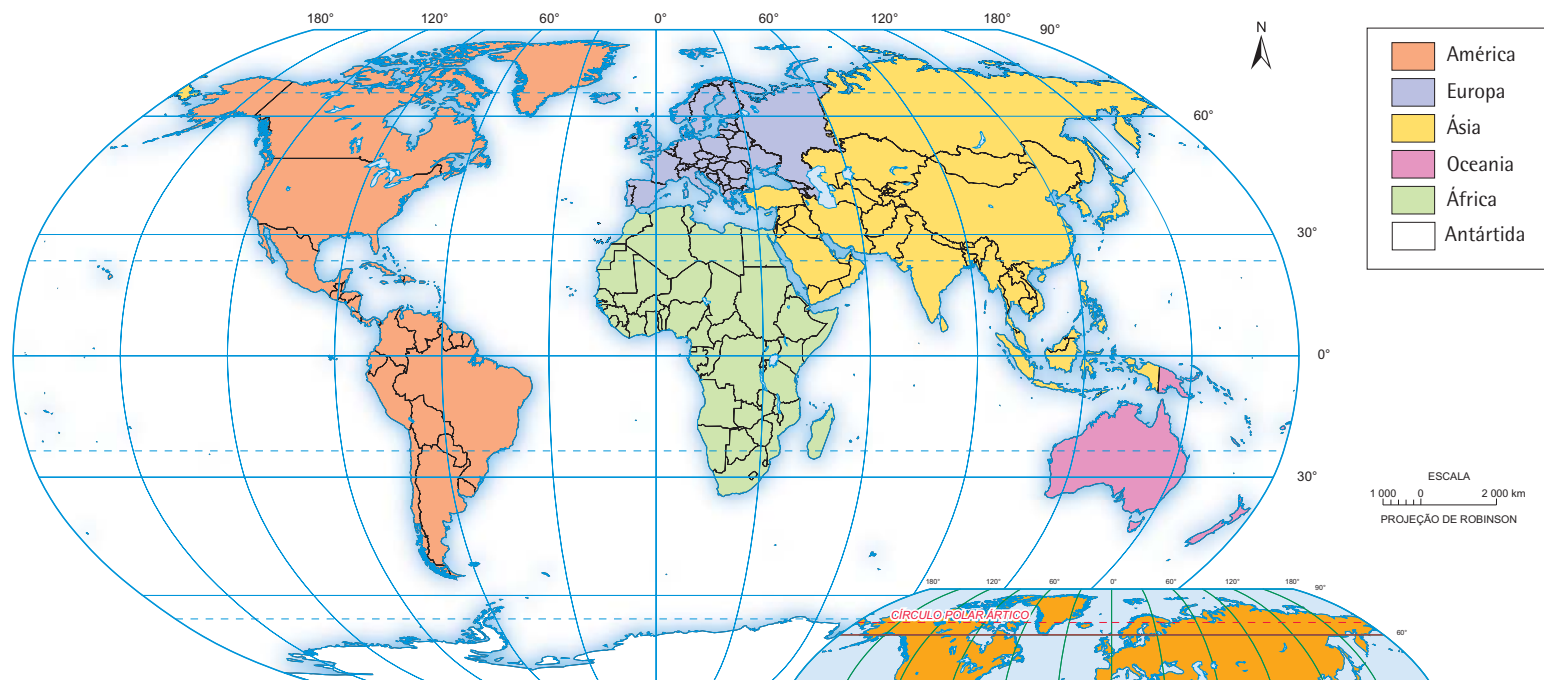 180° 120° 60° 0° 60° 120° 180° 90°
N
América
Europa
Ásia
Oceania
África
Antártida
60°
30°
0°
30°
ESCALA
1 000 0 2 000 km
PROJEÇÃO DE ROBINSON
180° 120° 60° 0° 60° 120° 180° 90°
CÍRCULO POLAR ÁRTICO
60°